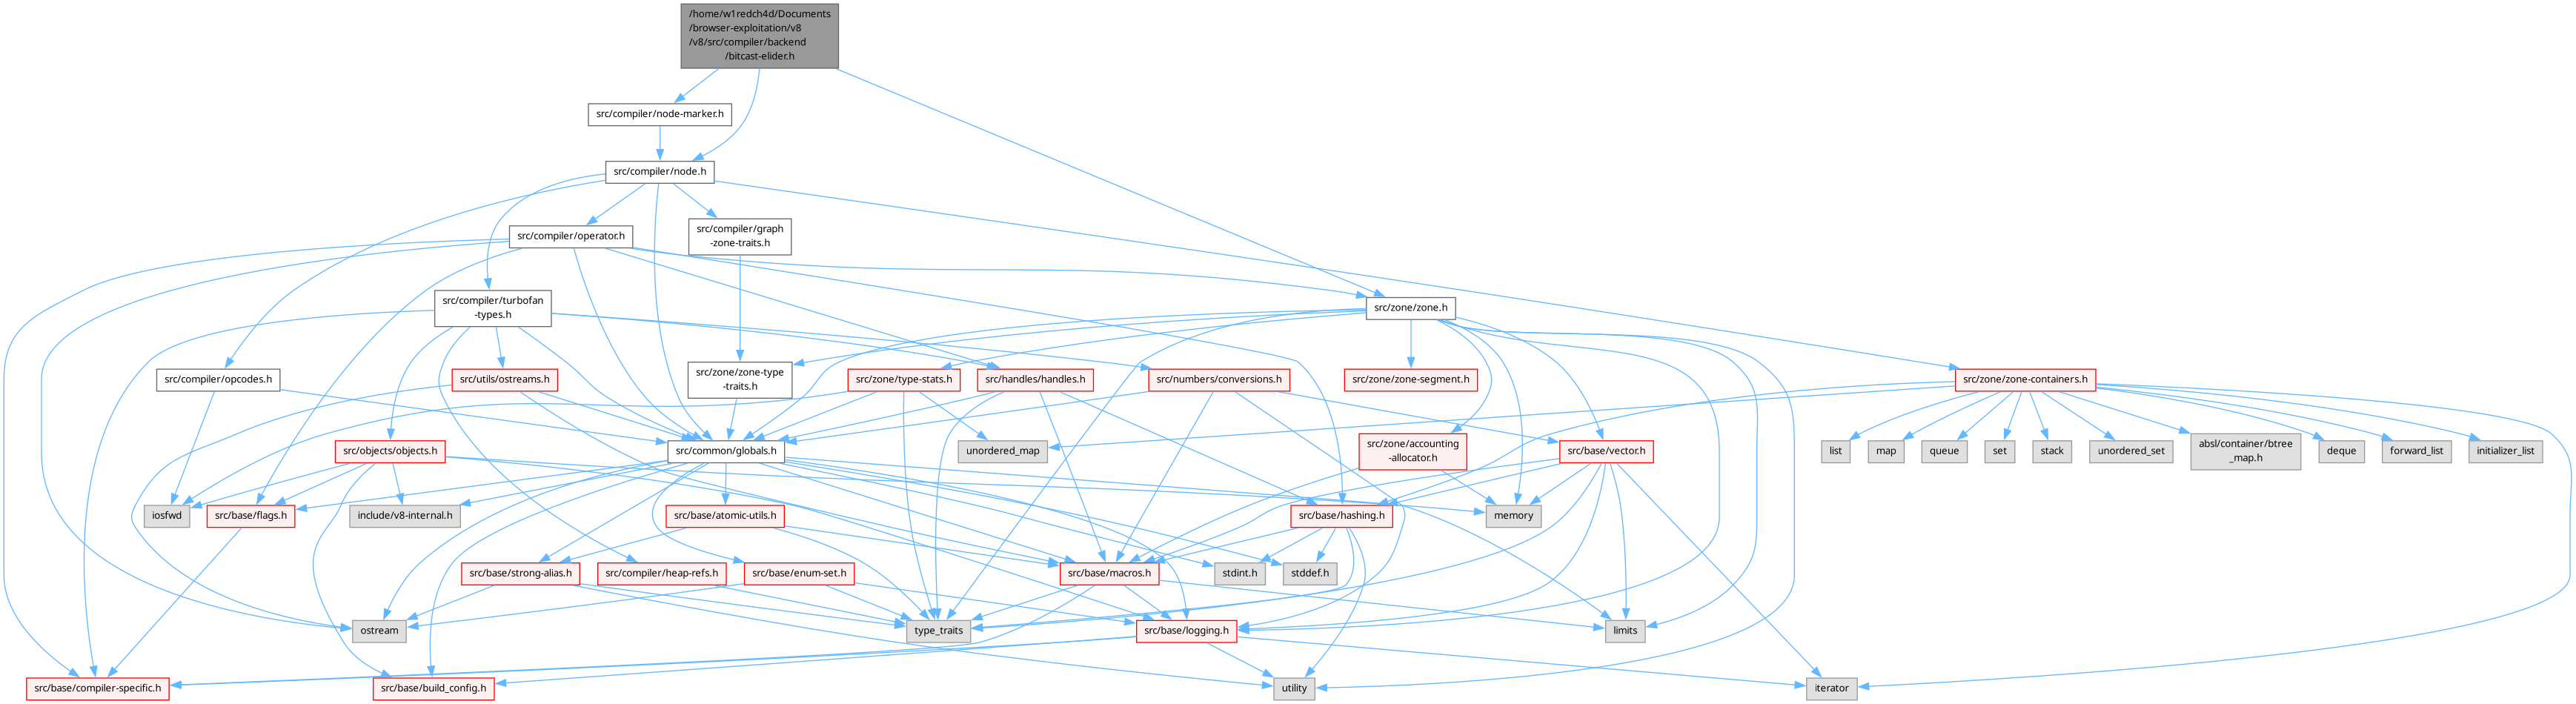 /home/w1redch4d/Documents
/browser-exploitation/v8
/v8/src/compiler/backend
/bitcast-elider.h
src/compiler/node-marker.h
src/compiler/node.h
src/compiler/graph
-zone-traits.h
src/compiler/operator.h
src/compiler/turbofan
-types.h
src/zone/zone.h
src/compiler/opcodes.h
src/utils/ostreams.h
src/zone/zone-type
-traits.h
src/zone/type-stats.h
src/handles/handles.h
src/numbers/conversions.h
src/zone/zone-segment.h
src/zone/zone-containers.h
src/objects/objects.h
src/common/globals.h
unordered_map
src/zone/accounting
-allocator.h
src/base/vector.h
list
map
queue
set
stack
unordered_set
absl/container/btree
_map.h
deque
forward_list
initializer_list
iosfwd
src/base/flags.h
include/v8-internal.h
src/base/atomic-utils.h
src/base/hashing.h
memory
src/base/strong-alias.h
src/compiler/heap-refs.h
src/base/enum-set.h
src/base/macros.h
stdint.h
stddef.h
ostream
type_traits
src/base/logging.h
limits
src/base/compiler-specific.h
src/base/build_config.h
utility
iterator